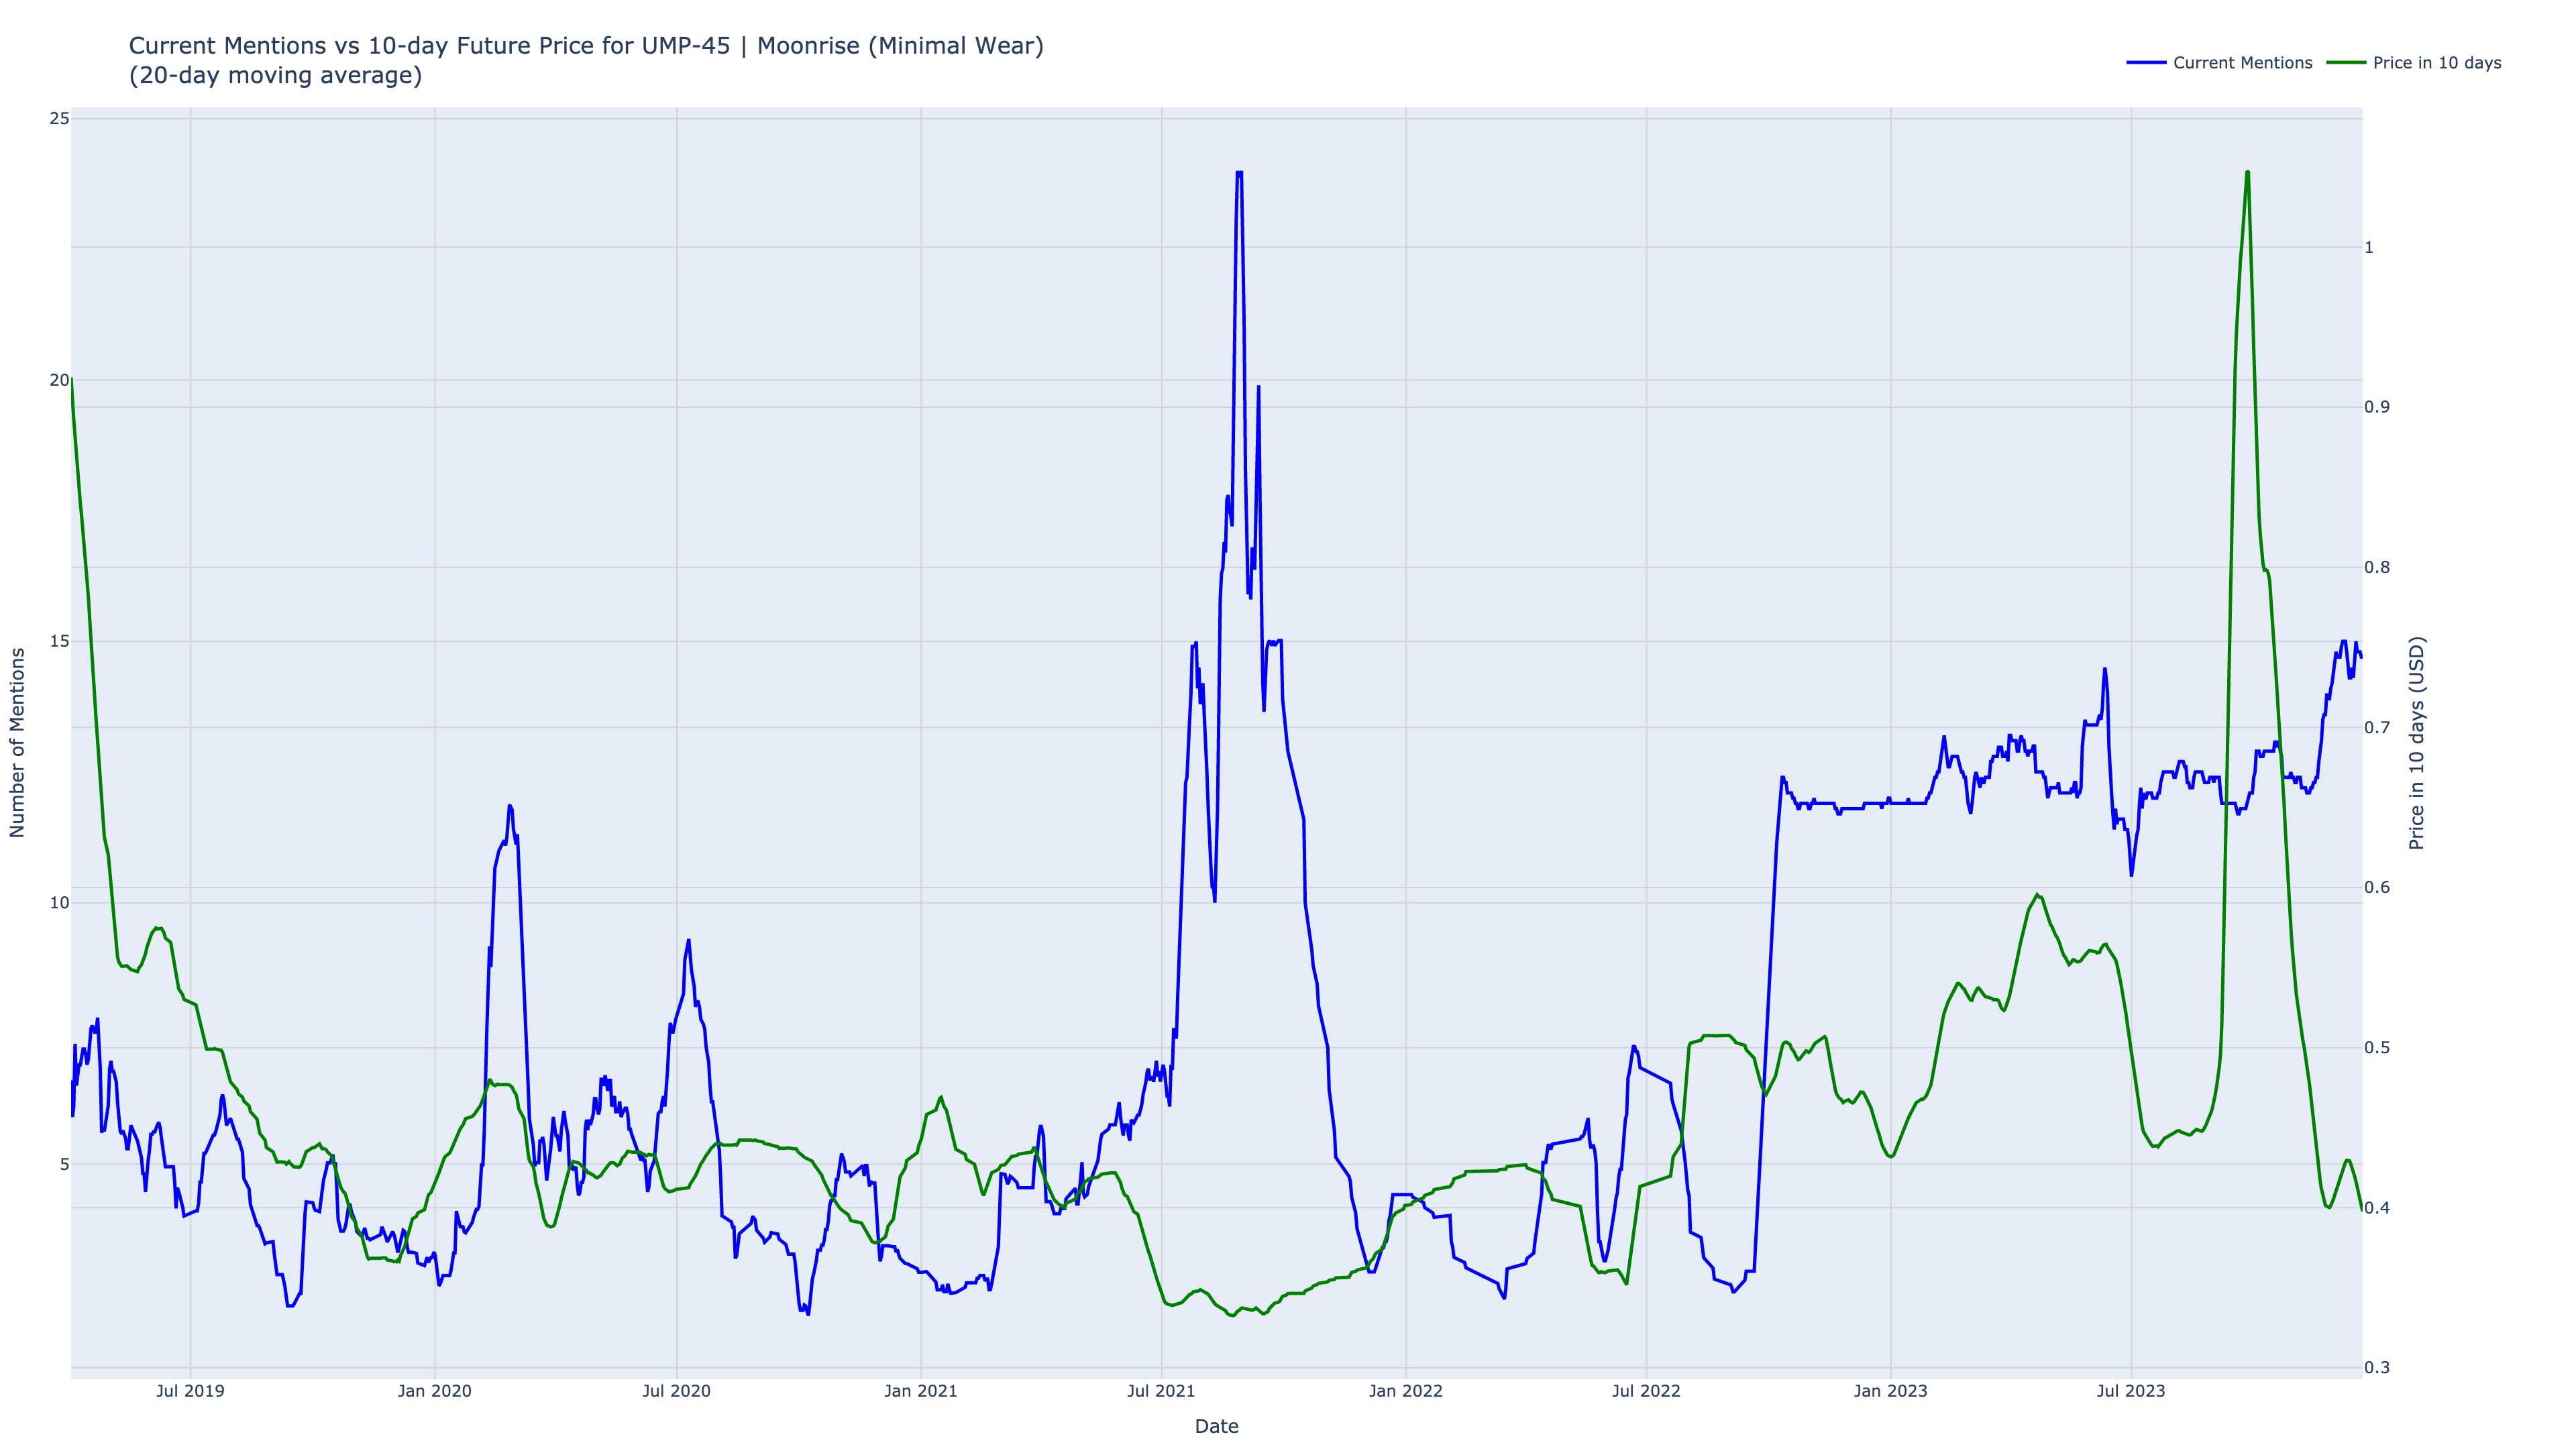 Current Mentions vs 10-day Future Price for UMP-45 | Moonrise (Minimal Wear)
(20-day moving average)
Current Mentions
Price in 10 days
25
20
15
10
5
Number of Mentions
1
0.9
0.8
0.7
0.6
0.5
0.4
0.3
Price in 10 days (USD)
Jul 2019
Jan 2020
Jul 2020
Jan 2021
Jul 2021
Jan 2022
Jul 2022
Jan 2023
Jul 2023
Date